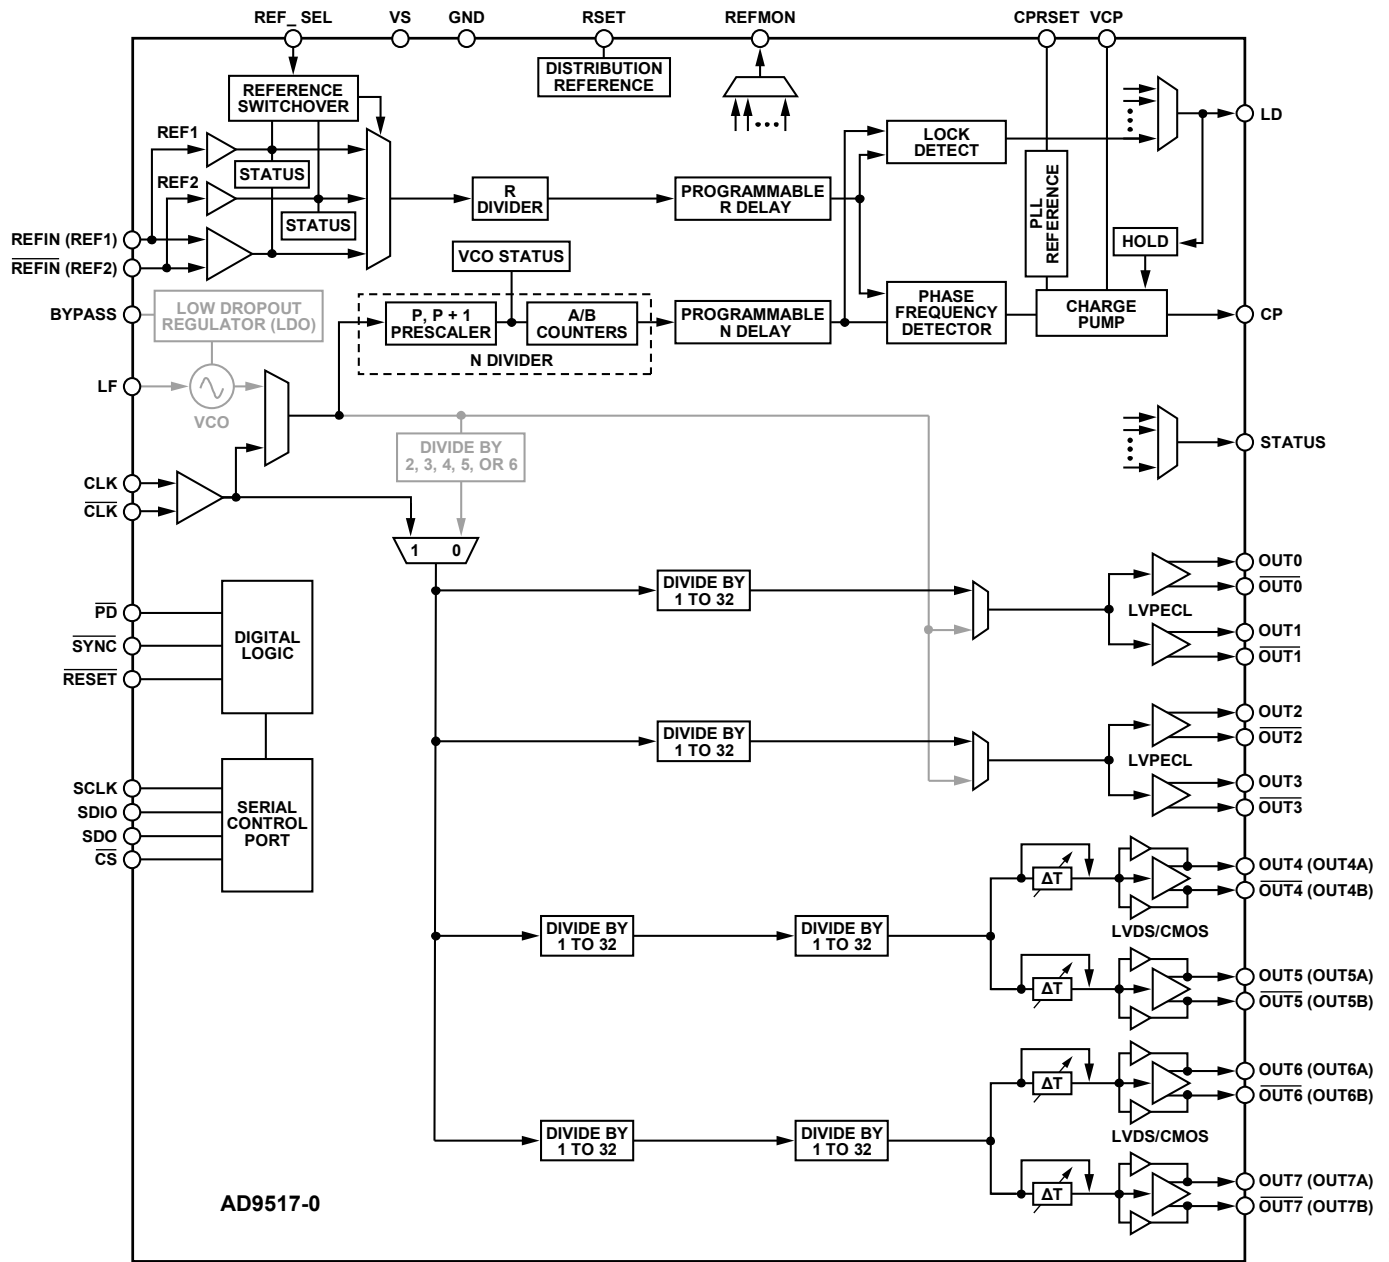 REF_ SEL VS GND RSET REFMON CPRSET VCP
DISTRIBUTION
REFERENCE
REFERENCE
SWITCHOVER
LD
REF1
LOCK
DETECT
STATUS
REF2
R
DIVIDER
PROGRAMMABLE
R DELAY
PLL
REFERENCE
STATUS
REFIN (REF1)
REFIN (REF2)
VCO STATUS
HOLD
BYPASS
LOW DROPOUT
REGULATOR (LDO)
P, P + 1
PRESCALER
A/B
COUNTERS
PROGRAMMABLE
N DELAY
PHASE
FREQUENCY
DETECTOR
CHARGE
PUMP
CP
N DIVIDER
LF
VCO
DIVIDE BY
2, 3, 4, 5, OR 6
STATUS
CLK
CLK
1 0
DIVIDE BY
1 TO 32
OUT0
OUT0
LVPECL
OUT1
OUT1
PD
SYNC
RESET
DIGITAL
LOGIC
DIVIDE BY
1 TO 32
OUT2
OUT2
LVPECL
OUT3
OUT3
SCLK
SDIO
SDO
CS
SERIAL
CONTROL
PORT
ΔT
OUT4 (OUT4A)
OUT4 (OUT4B)
DIVIDE BY
1 TO 32
DIVIDE BY
1 TO 32
LVDS/CMOS
ΔT
OUT5 (OUT5A)
OUT5 (OUT5B)
ΔT
OUT6 (OUT6A)
OUT6 (OUT6B)
DIVIDE BY
1 TO 32
DIVIDE BY
1 TO 32
LVDS/CMOS
ΔT
OUT7 (OUT7A)
OUT7 (OUT7B)
AD9517-0